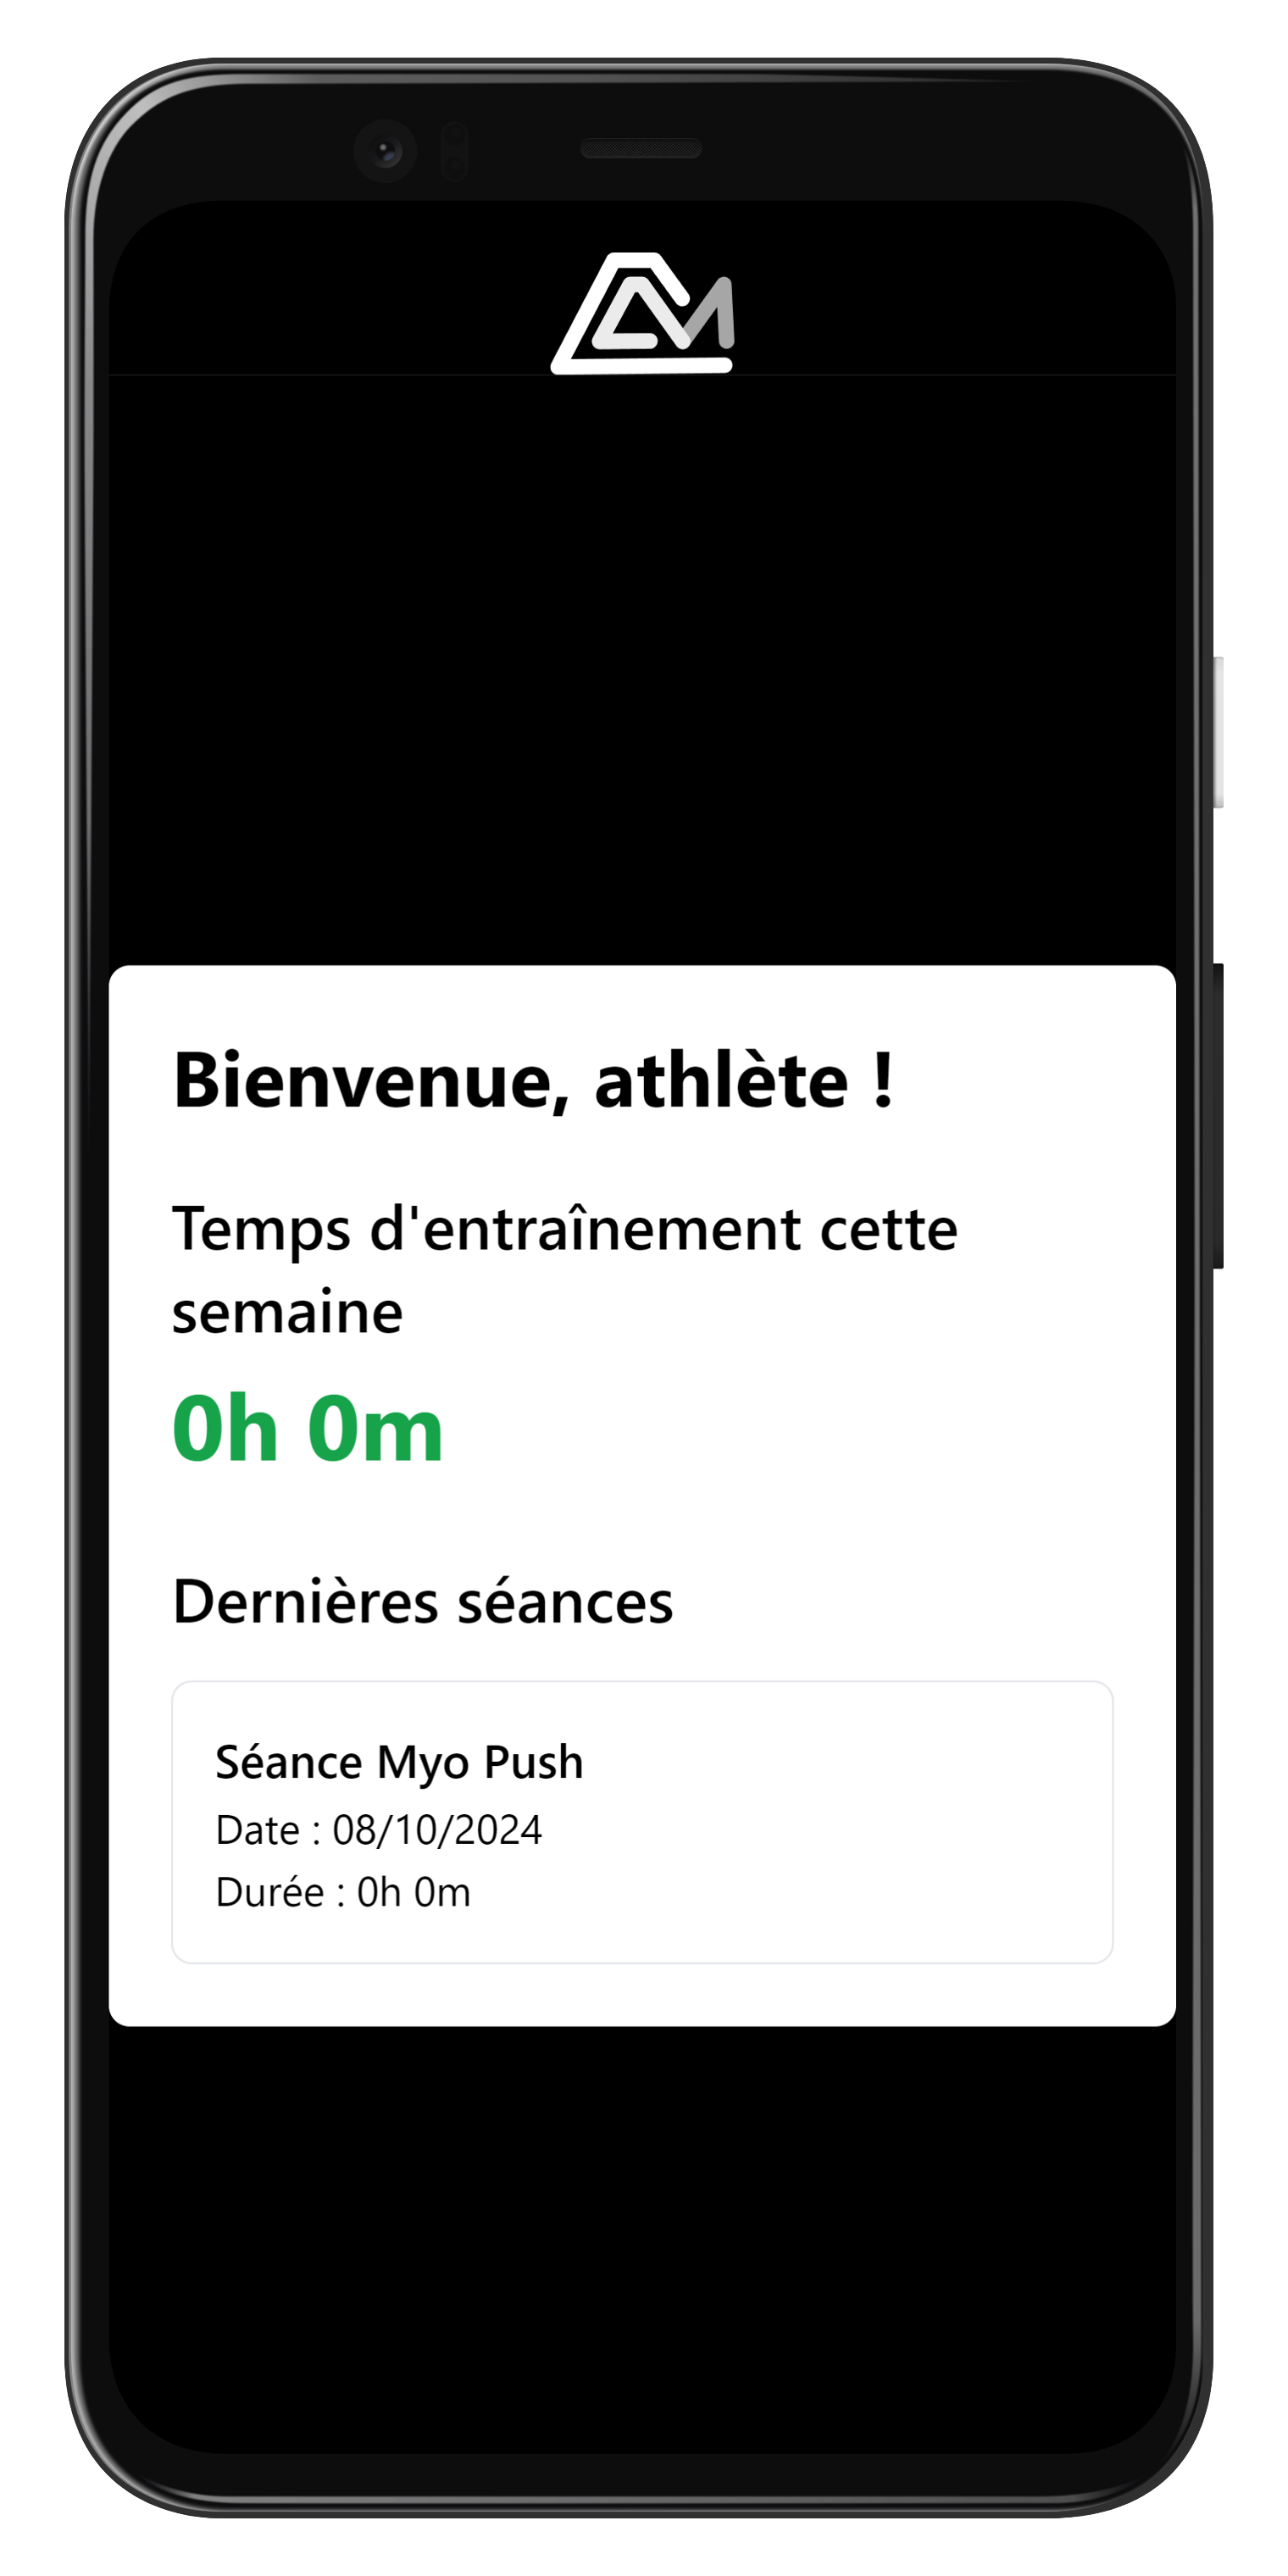 Bienvenue, athlète !
Temps d'entraînement cette
semaine
0h 0m
Dernières séances
Séance Myo Push
Date : 08/10/2024
Durée : 0h 0m